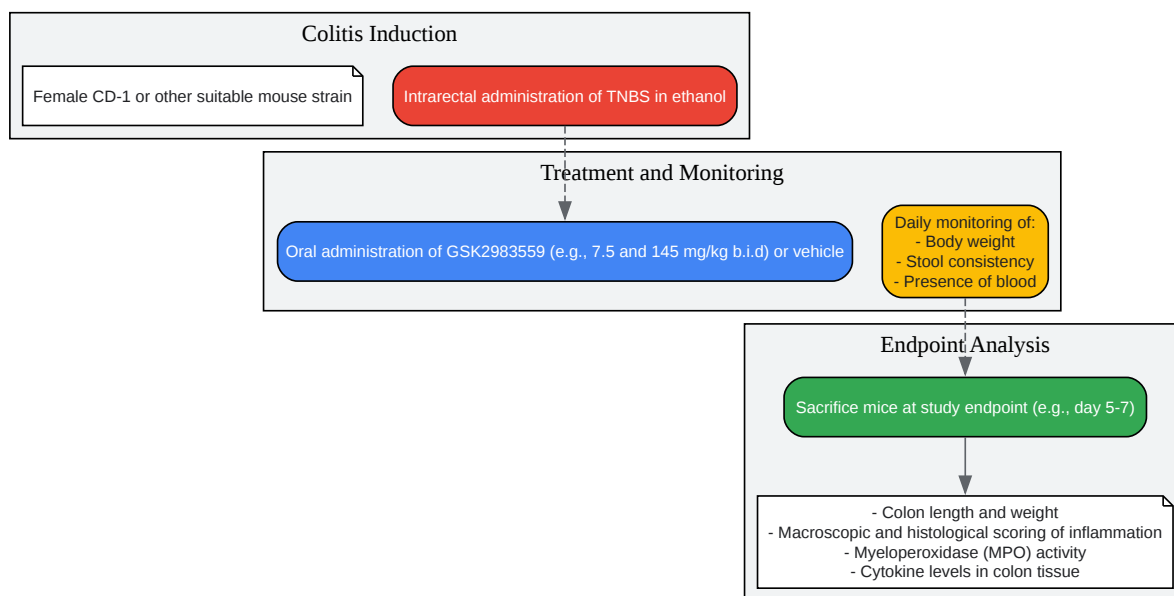 Colitis Induction
Female CD-1 or other suitable mouse strain
Intrarectal administration of TNBS in ethanol
Treatment and Monitoring
Oral administration of GSK2983559 (e.g., 7.5 and 145 mg/kg b.i.d) or vehicle
Daily monitoring of:
- Body weight
- Stool consistency
- Presence of blood
Endpoint Analysis
Sacrifice mice at study endpoint (e.g., day 5-7)
- Colon length and weight
- Macroscopic and histological scoring of inflammation
- Myeloperoxidase (MPO) activity
- Cytokine levels in colon tissue